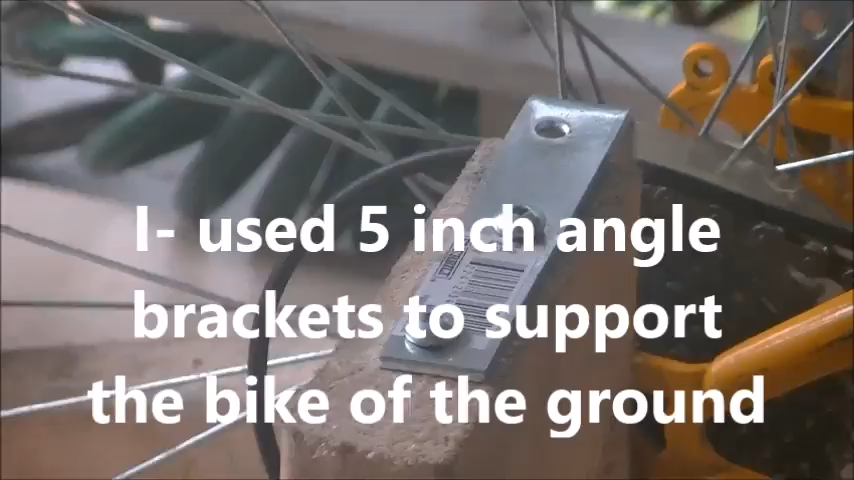 I- used 5 inch angle
brackets to support
the bike of the ground